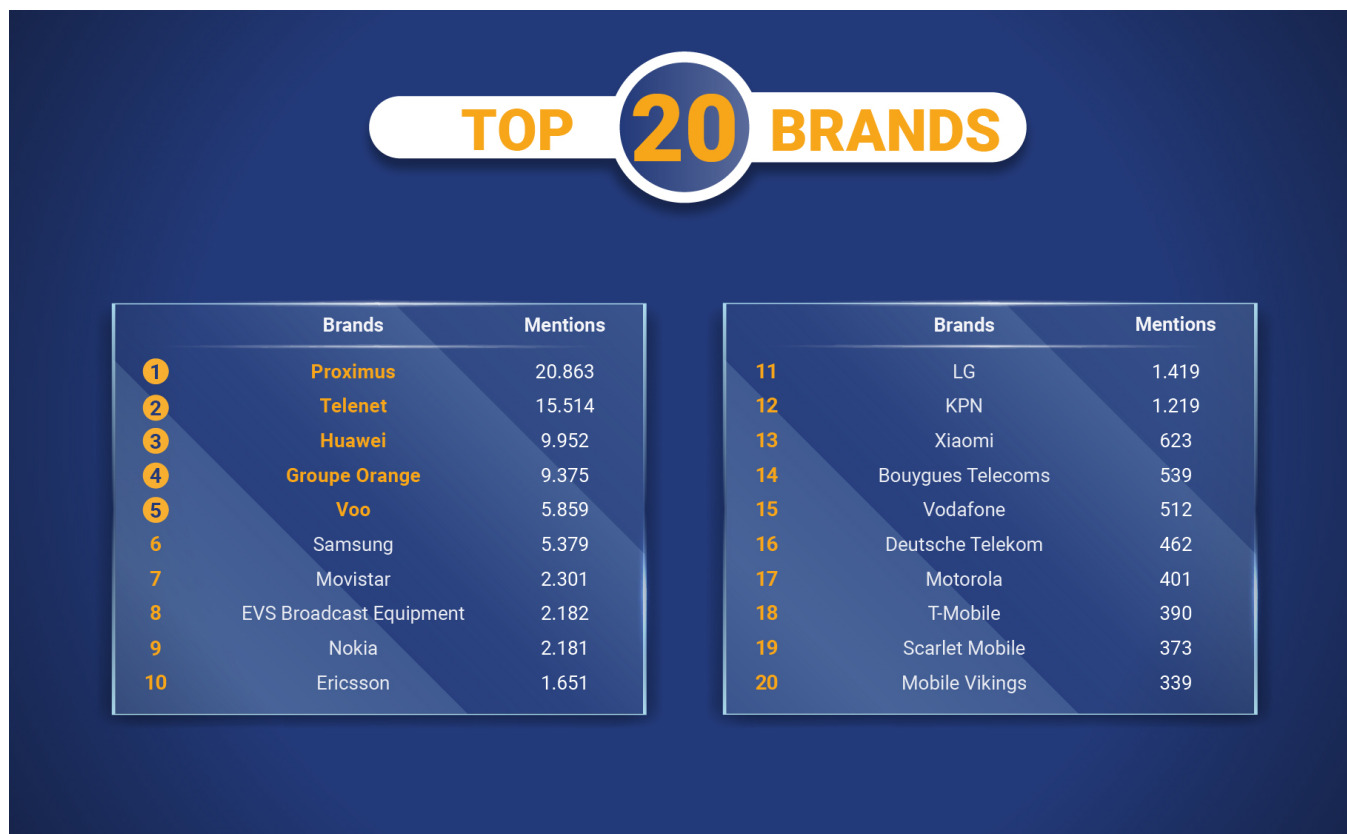 TOP 20 BRANDS
Brands Mentions
1 Proximus 20.863
2 Telenet 15.514
3 Huawei 9.952
4 Groupe Orange 9.375
5 Voo 5.859
6 Samsung 5.379
7 Movistar 2.301
8 EVS Broadcast Equipment 2.182
9 Nokia 2.181
10 Ericsson 1.651
Brands Mentions
11 LG 1.419
12 KPN 1.219
13 Xiaomi 623
14 Bouygues Telecoms 539
15 Vodafone 512
16 Deutsche Telekom 462
17 Motorola 401
18 T-Mobile 390
19 Scarlet Mobile 373
20 Mobile Vikings 339